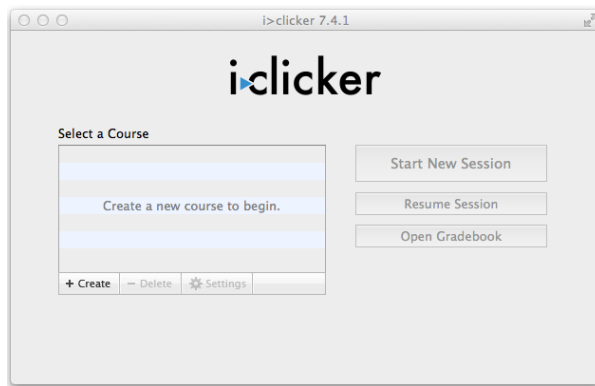 i>clicker 7.4.1
i>clicker
Select a Course
Create a new course to begin.
+ Create
− Delete
Settings
Start New Session
Resume Session
Open Gradebook